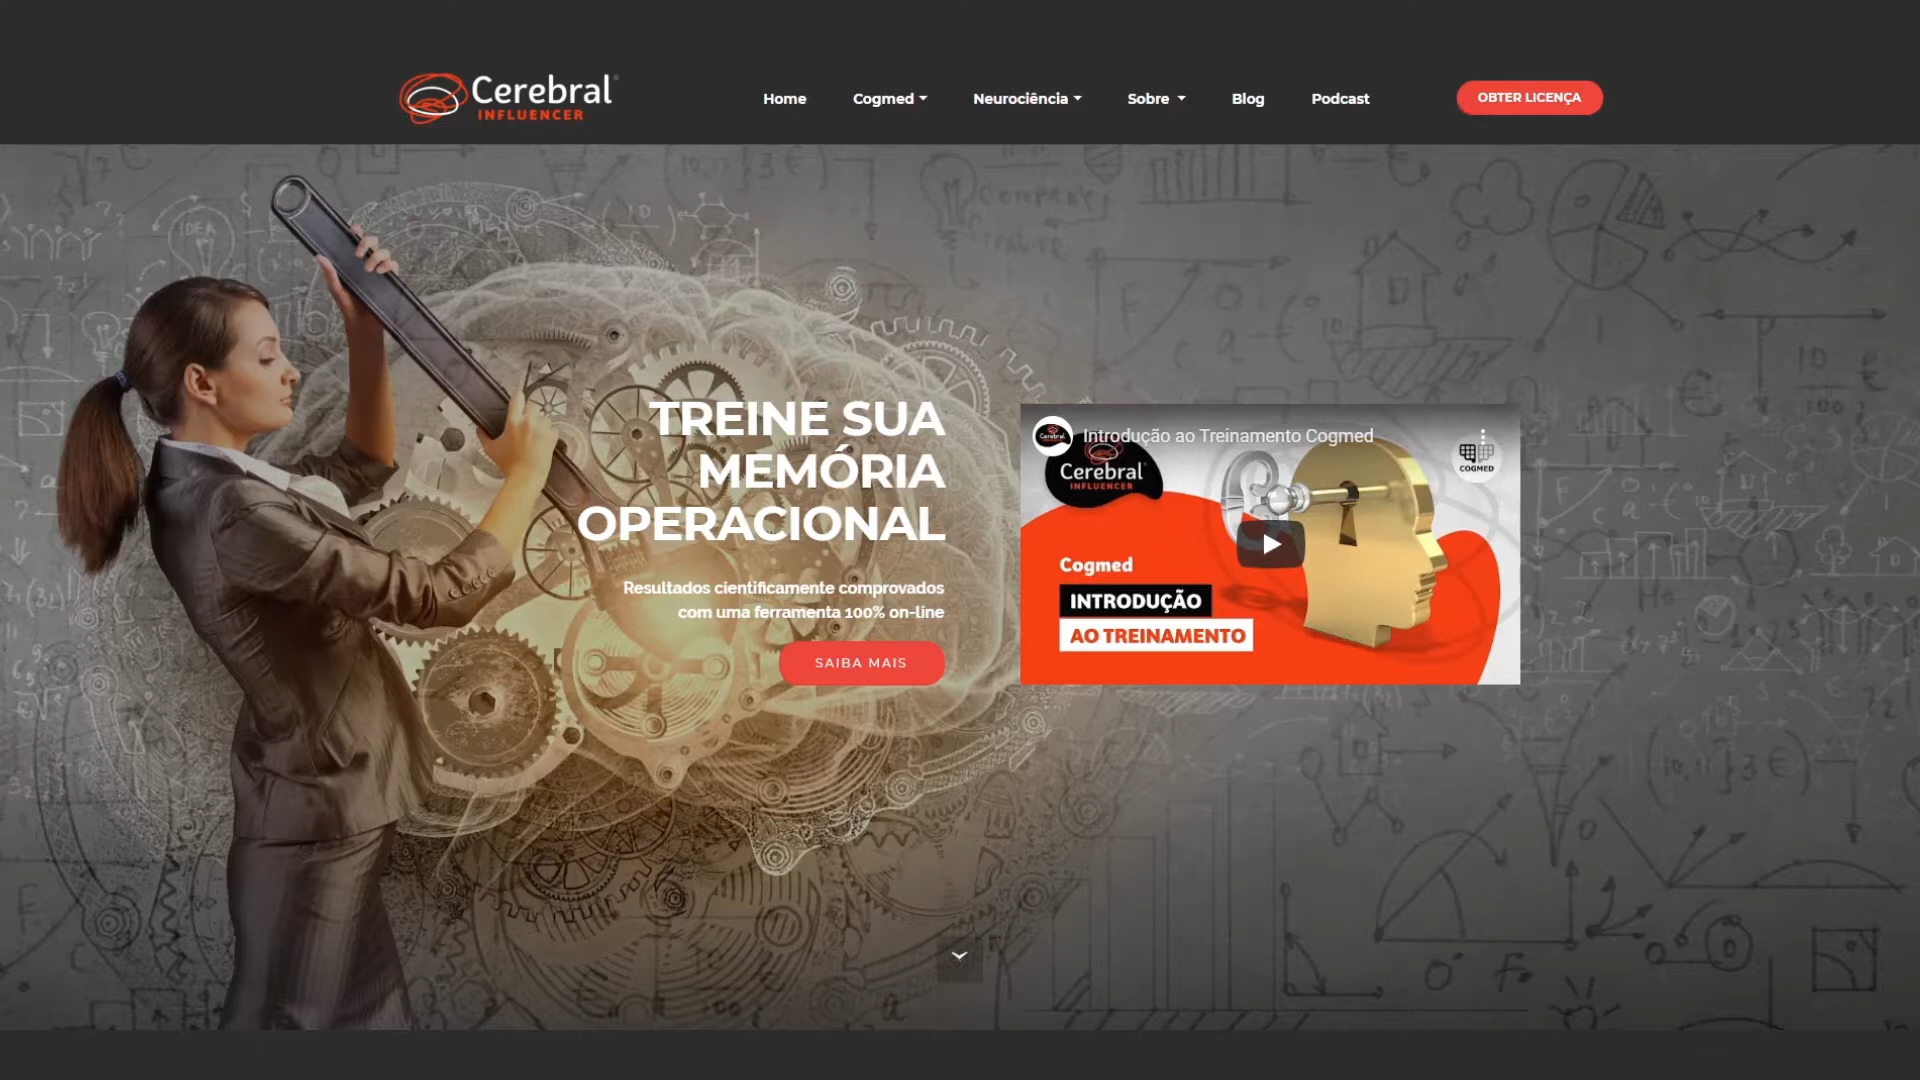 Cerebral
INFLUENCER
Home
Cogmed
Neurociência
Sobre
Blog
Podcast
OBTER LICENÇA
IDEA
TREINE SUA
MEMÓRIA
OPERACIONAL
Resultados cientificamente comprovados
com uma ferramenta 100% on-line
SAIBA MAIS
Introdução ao Treinamento Cogmed
Cerebral
INFLUENCER
COGMED
Cogmed
INTRODUÇÃO
AO TREINAMENTO